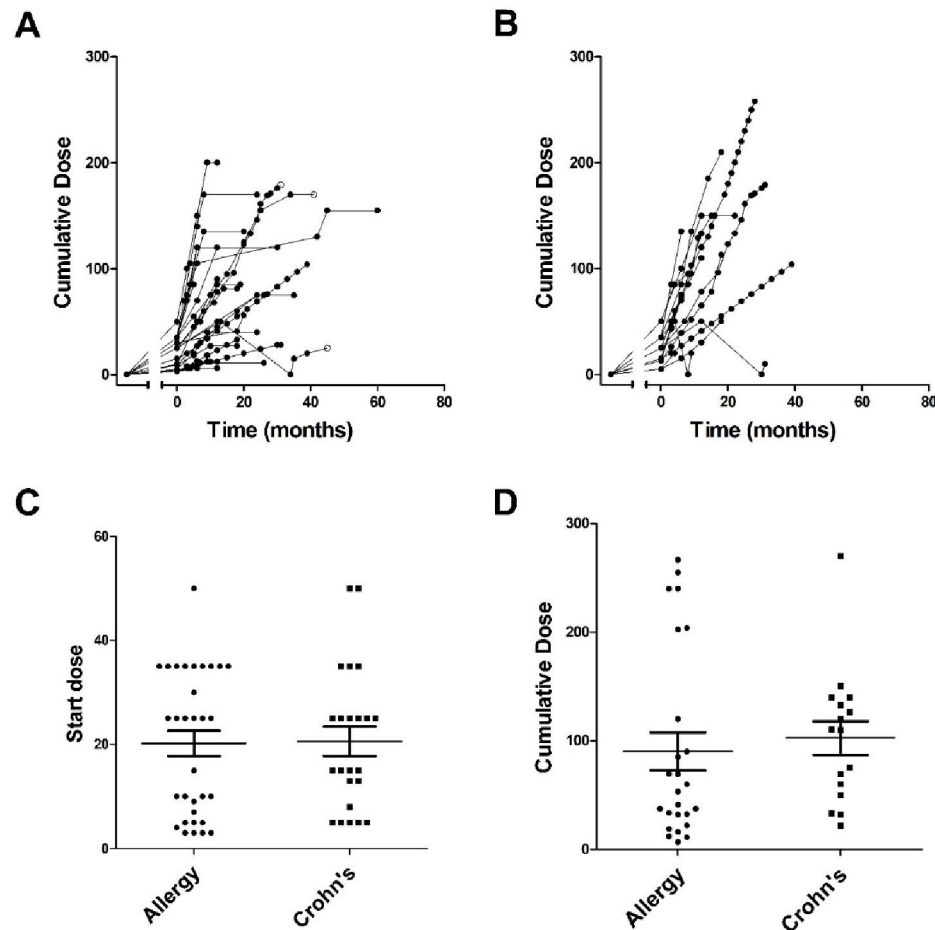 A
B
300
200
100
0
Cumulative Dose
0 20 40 60 80
Time (months)
300
200
100
0
Cumulative Dose
0 20 40 60 80
Time (months)
C
D
60
40
20
0
Start dose
Allergy
Crohn's
300
200
100
0
Cumulative Dose
Allergy
Crohn's